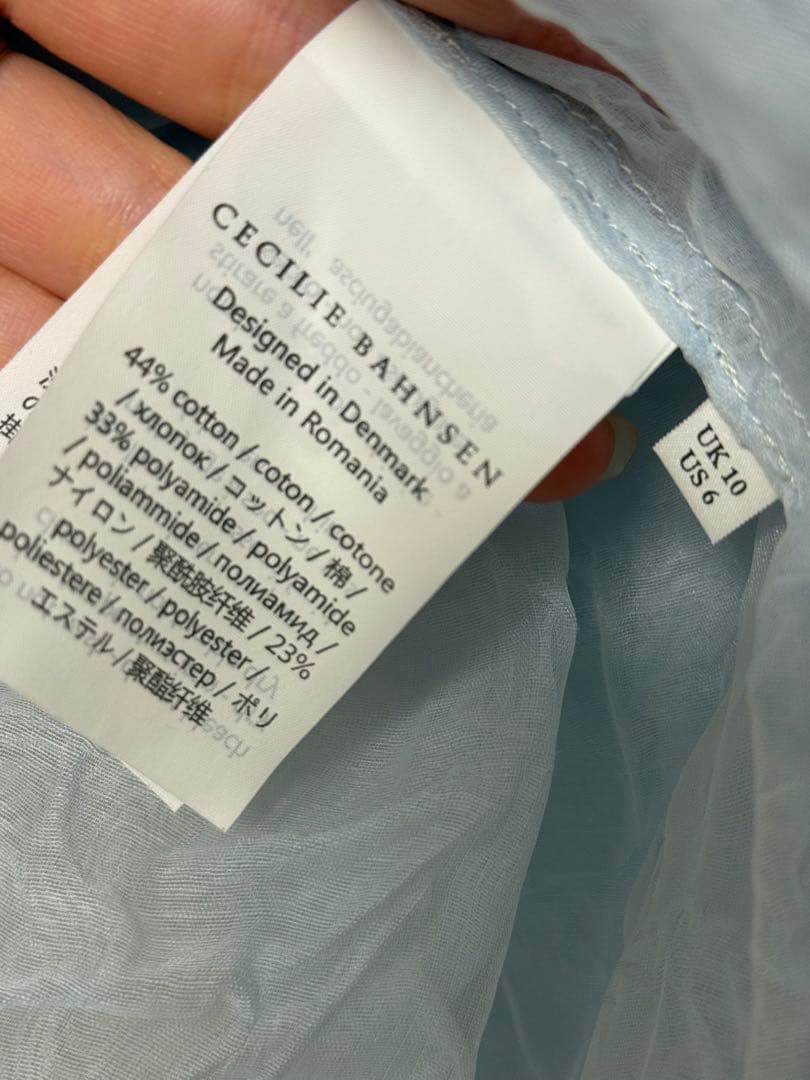 CECILIE BAHNSEN
Designed in Denmark
Made in Romania
44% cotton / coton / cotone
/ хлопок / コットン / 棉 /
33% polyamide / polyamide
/ poliammide / полиамид /
ナイロン / 聚酰胺纤维 / 23%
polyester / polyester /
poliestere / полиэстер / ポリ
エステル / 聚酯纤维
UK 10
US 6